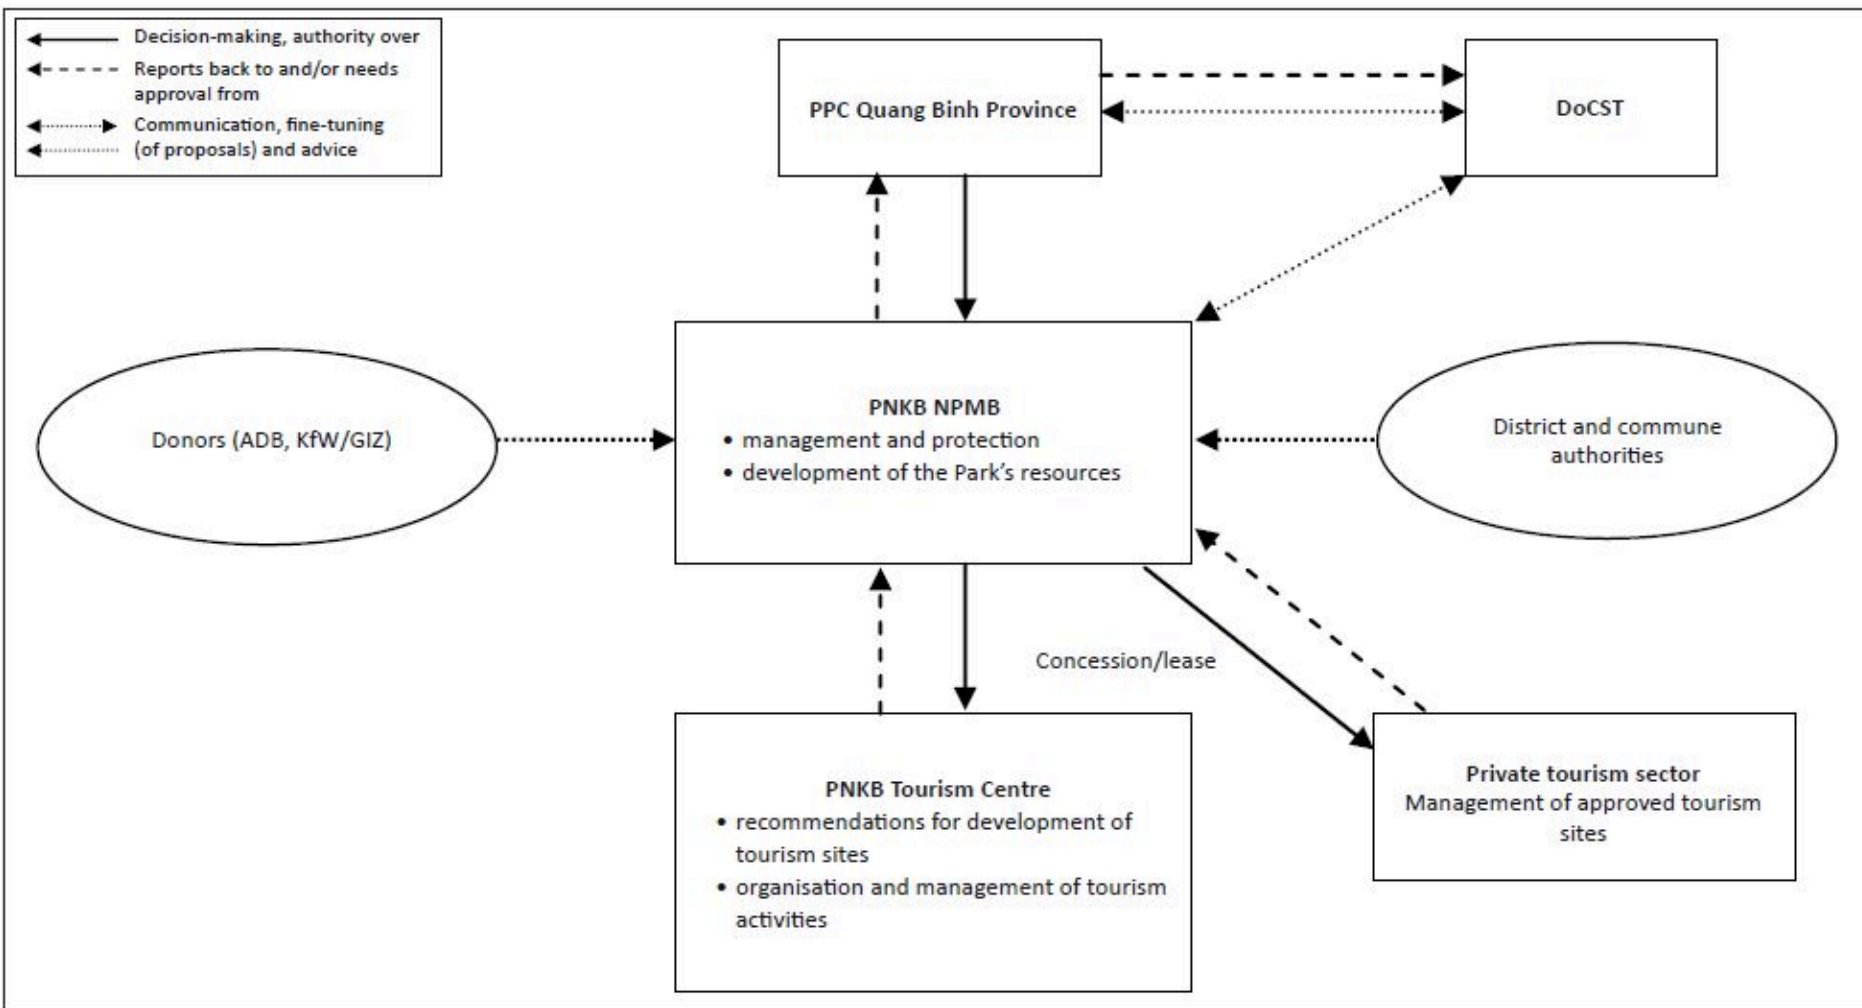 Decision-making, authority over
Reports back to and/or needs
approval from
Communication, fine-tuning
(of proposals) and advice
PPC Quang Binh Province
DoCST
Donors (ADB, KfW/GIZ)
PNKB NPMB
• management and protection
• development of the Park's resources
District and commune
authorities
Concession/lease
PNKB Tourism Centre
• recommendations for development of
tourism sites
• organisation and management of tourism
activities
Private tourism sector
Management of approved tourism
sites